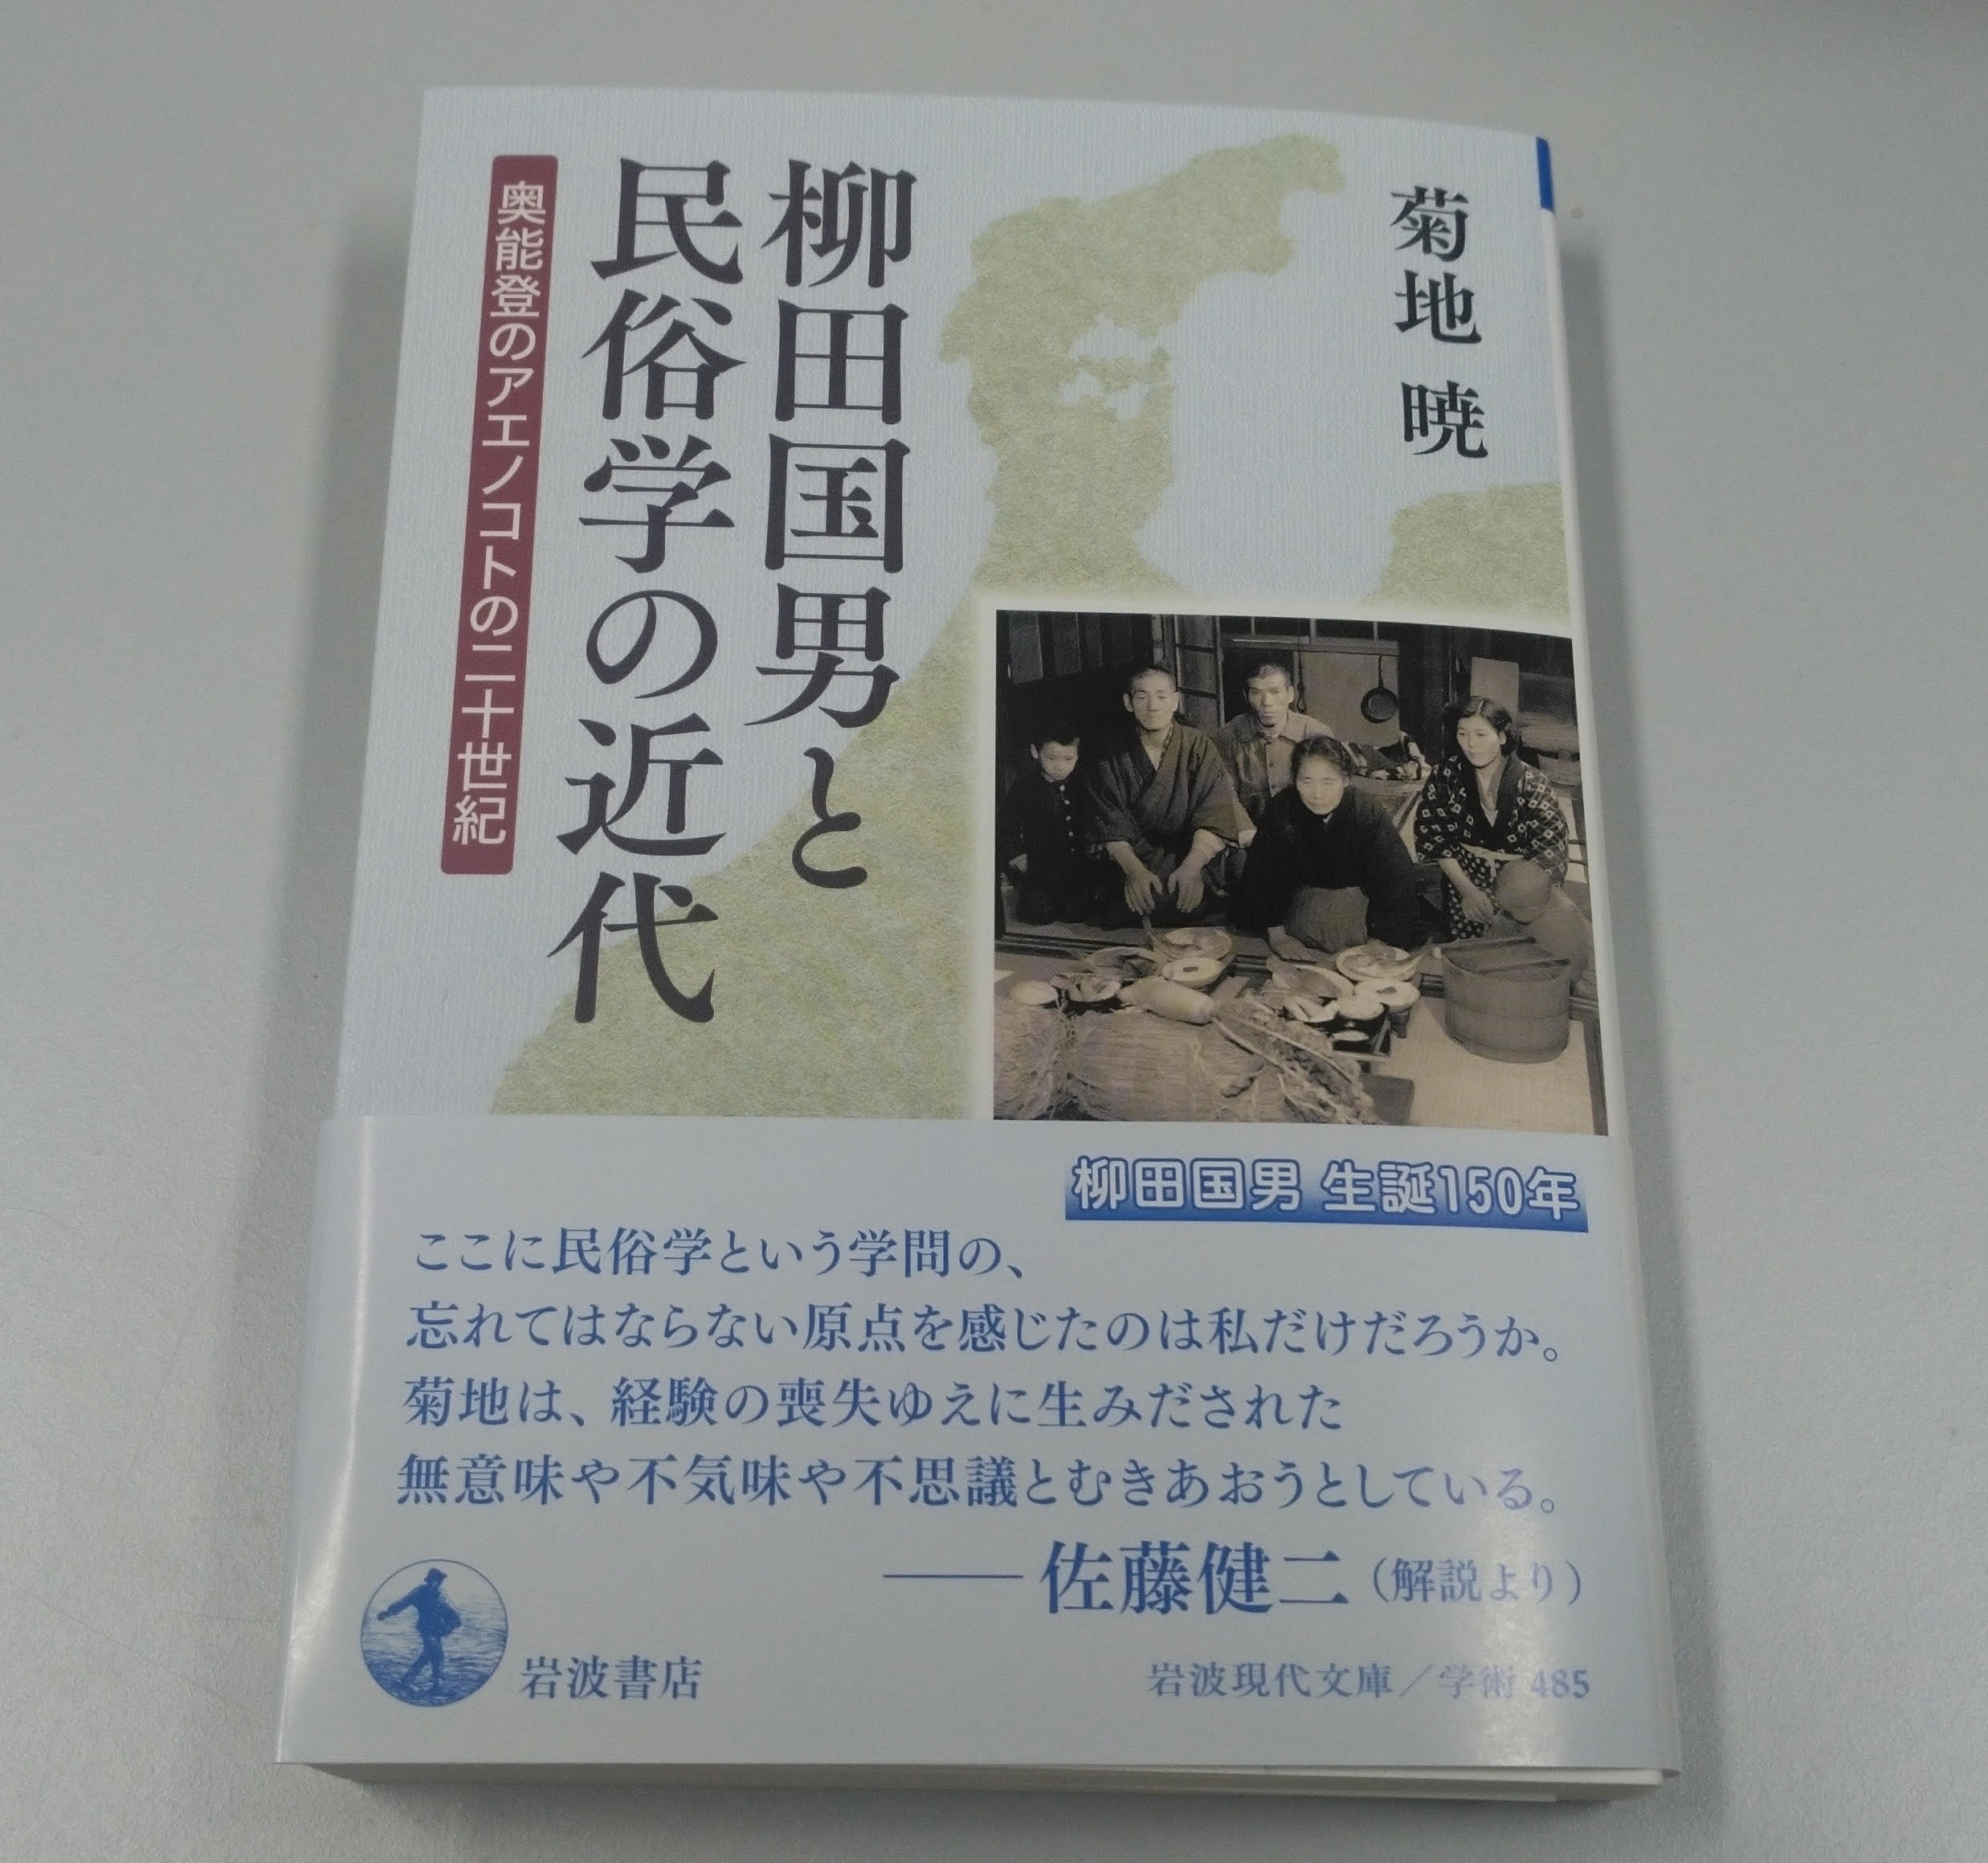 菊地 暁
柳田国男と
民俗学の近代
奥能登のアエノコトの二十世紀
柳田国男 生誕150年
ここに民俗学という学問の、
忘れてはならない原点を感じたのは私だけだろうか。
菊地は、経験の喪失ゆえに生みだされた
無意味や不気味や不思議とむきあおうとしている。
――佐藤健二（解説より）
岩波書店
岩波現代文庫／学術 485